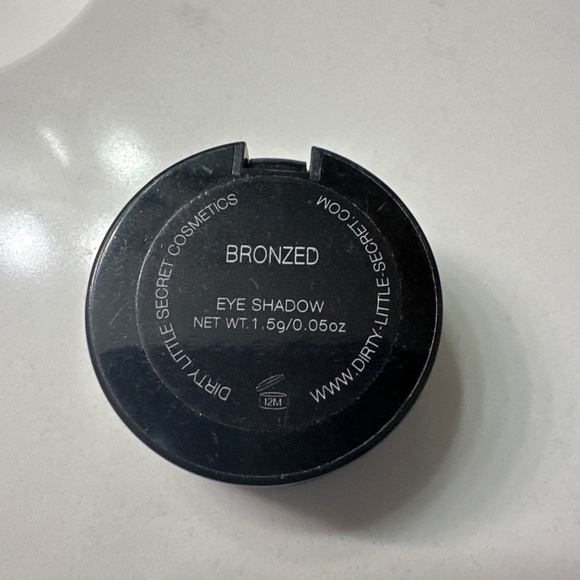 DIRTY LITTLE SECRET COSMETICS
WWW.DIRTY-LITTLE-SECRET.COM
BRONZED
EYE SHADOW
NET WT.1.5g/0.05oz
12M